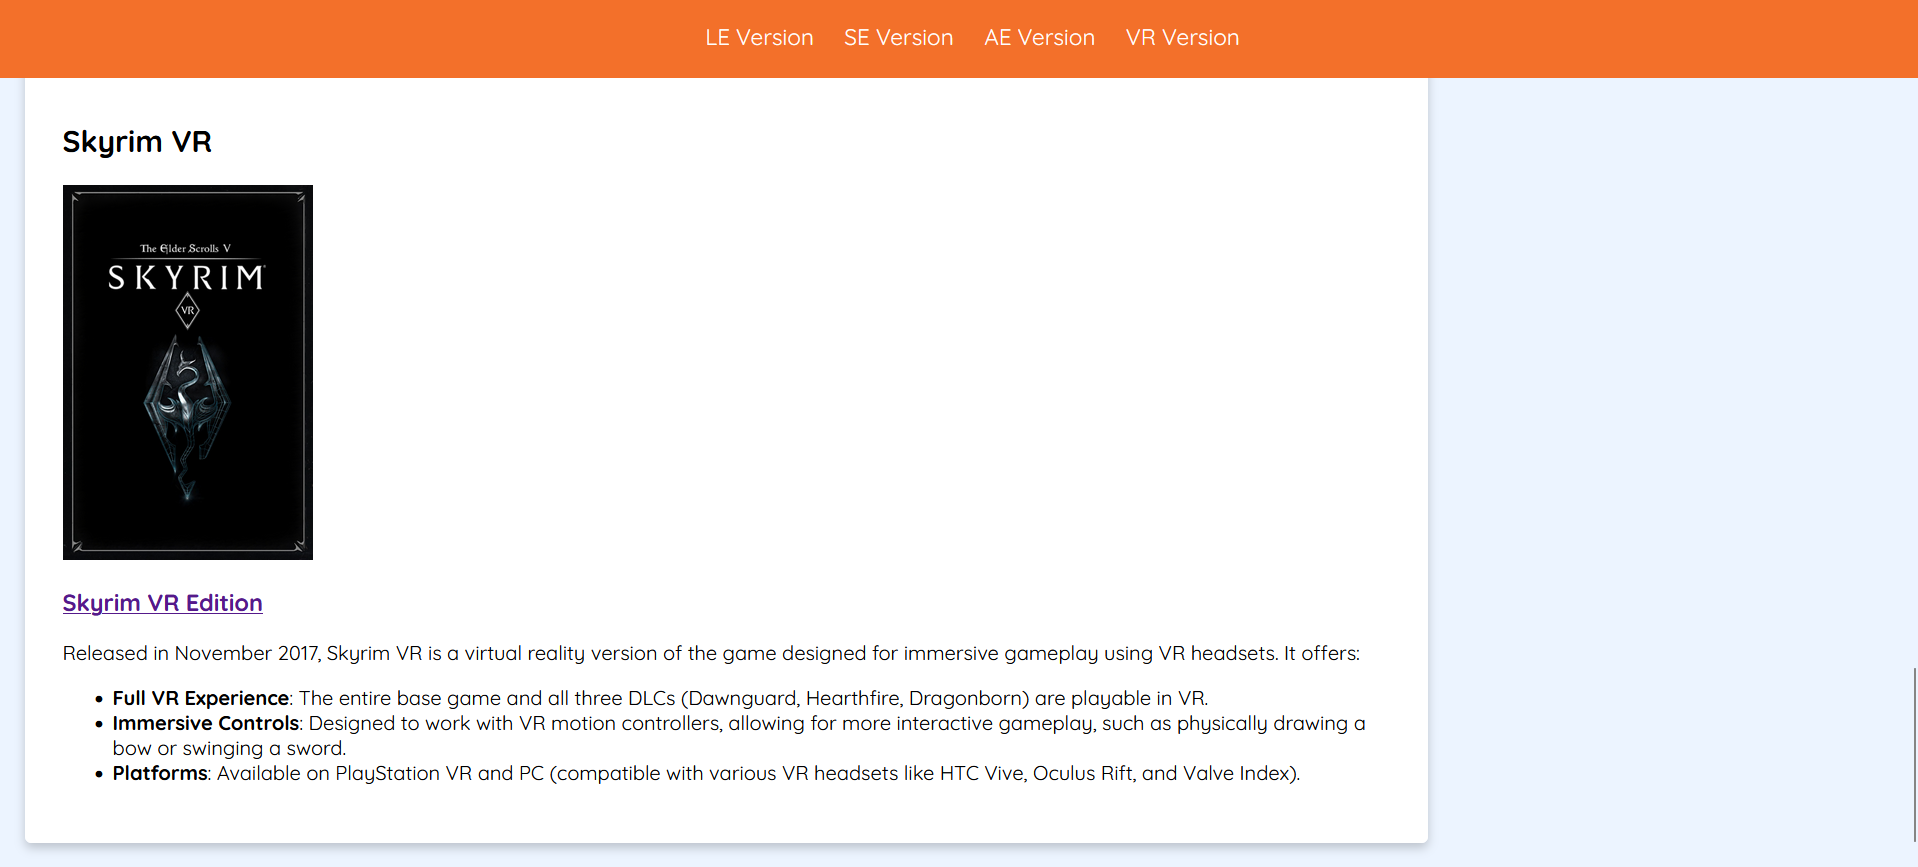 LE Version SE Version AE Version VR Version
Skyrim VR
The Elder Scrolls V
SKYRIM
VR
Skyrim VR Edition
Released in November 2017, Skyrim VR is a virtual reality version of the game designed for immersive gameplay using VR headsets. It offers:
• Full VR Experience: The entire base game and all three DLCs (Dawnguard, Hearthfire, Dragonborn) are playable in VR.
• Immersive Controls: Designed to work with VR motion controllers, allowing for more interactive gameplay, such as physically drawing a
bow or swinging a sword.
• Platforms: Available on PlayStation VR and PC (compatible with various VR headsets like HTC Vive, Oculus Rift, and Valve Index).